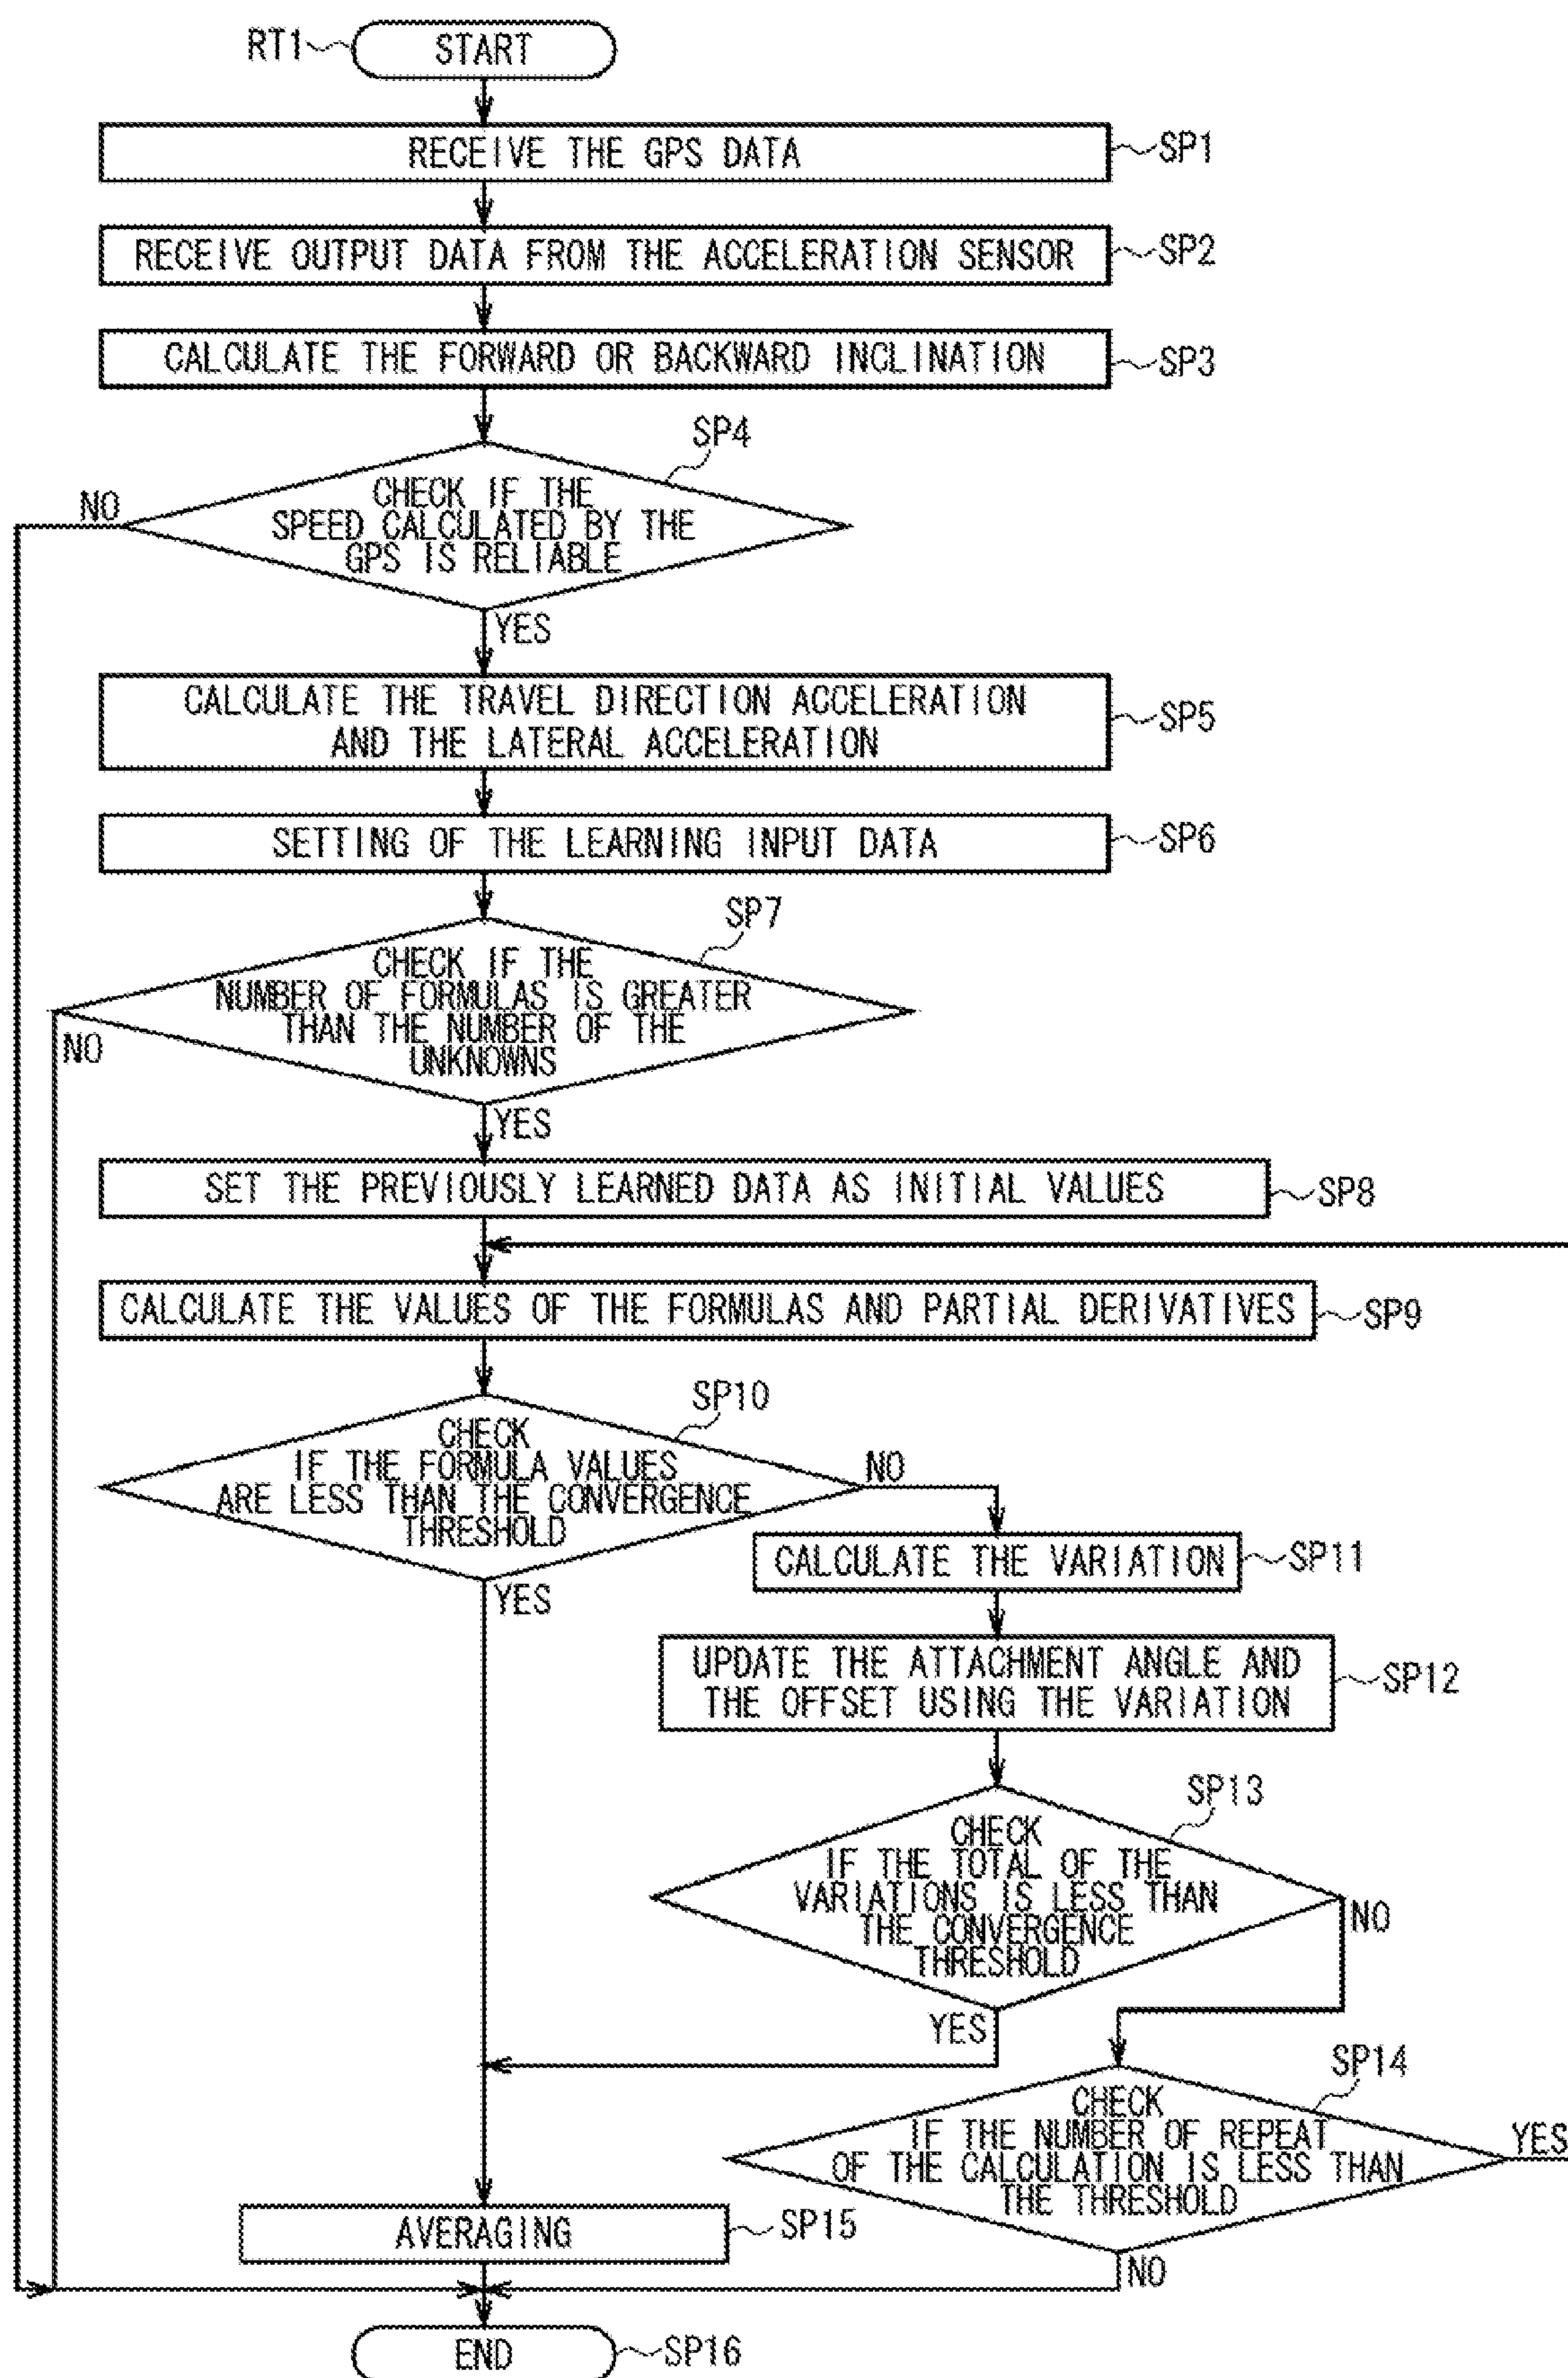 RT1
START
RECEIVE THE GPS DATA
SP1
RECEIVE OUTPUT DATA FROM THE ACCELERATION SENSOR
SP2
CALCULATE THE FORWARD OR BACKWARD INCLINATION
SP3
SP4
CHECK IF THE
SPEED CALCULATED BY THE
GPS IS RELIABLE
NO
YES
CALCULATE THE TRAVEL DIRECTION ACCELERATION
AND THE LATERAL ACCELERATION
SP5
SETTING OF THE LEARNING INPUT DATA
SP6
SP7
CHECK IF THE
NUMBER OF FORMULAS IS GREATER
THAN THE NUMBER OF THE
UNKNOWNS
NO
YES
SET THE PREVIOUSLY LEARNED DATA AS INITIAL VALUES
SP8
CALCULATE THE VALUES OF THE FORMULAS AND PARTIAL DERIVATIVES
SP9
SP10
CHECK
IF THE FORMULA VALUES
ARE LESS THAN THE CONVERGENCE
THRESHOLD
NO
YES
CALCULATE THE VARIATION
SP11
UPDATE THE ATTACHMENT ANGLE AND
THE OFFSET USING THE VARIATION
SP12
SP13
CHECK
IF THE TOTAL OF THE
VARIATIONS IS LESS THAN
THE CONVERGENCE
THRESHOLD
NO
YES
SP14
CHECK
IF THE NUMBER OF REPEAT
OF THE CALCULATION IS LESS THAN
THE THRESHOLD
YES
NO
AVERAGING
SP15
END
SP16